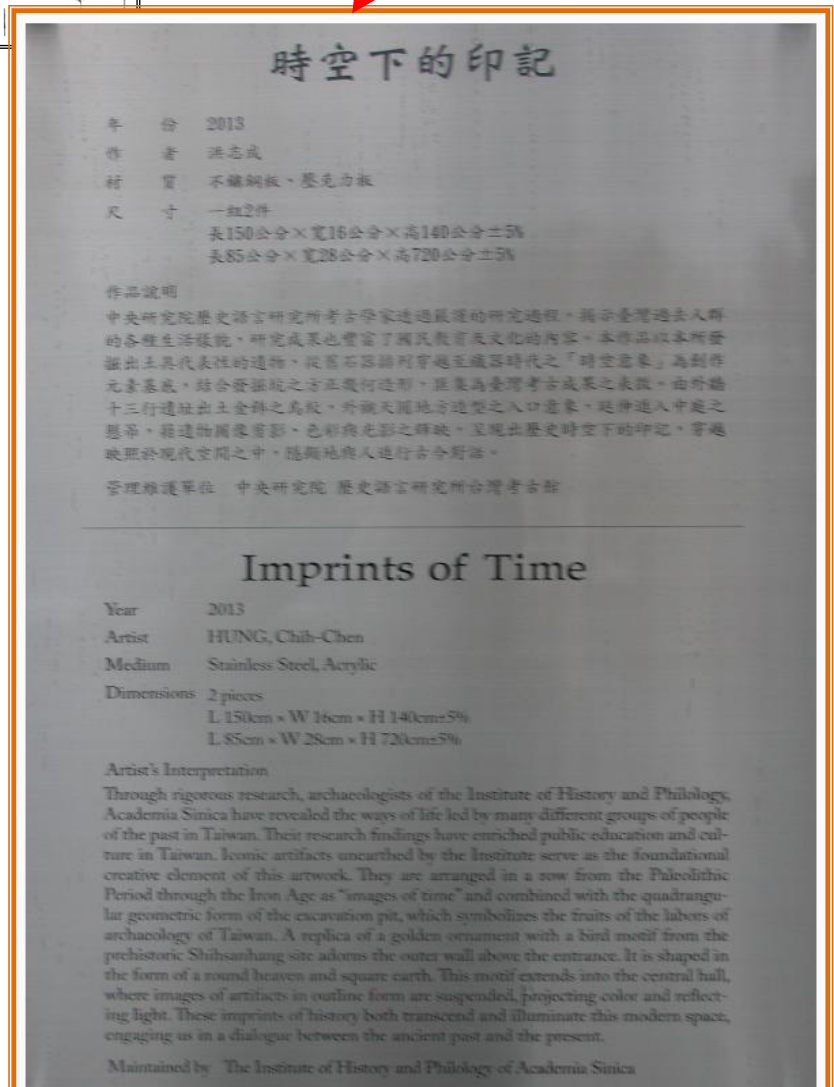 時空下的印記
年 份 2013
作 者 洪志成
材 質 不鏽鋼板、壓克力板
尺 寸 一組2件
長150公分×寬16公分×高140公分±5%
長85公分×寬28公分×高720公分±5%
作品說明
中央研究院歷史語言研究所考古學家透過嚴謹的研究過程，揭示臺灣過去人群
的各種生活樣貌，研究成果也豐富了國民教育及文化的內容。本作品以本所發
掘出土具代表性的遺物，從舊石器排列穿越至鐵器時代之「時空意象」為創作
元素基底，結合發掘坑之方正幾何造形，匯集為臺灣考古成果之表徵。由外牆
十三行遺址出土金飾之鳥紋，外觀天圓地方造型之入口意象，延伸進入中庭之
懸吊，藉遺物圖像剪影、色彩與光影之輝映，呈現出歷史時空下的印記，穿越
映照於現代空間之中，隱顯地與人進行古今對話。
管理維護單位 中央研究院 歷史語言研究所台灣考古館
Imprints of Time
Year 2013
Artist HUNG, Chih-Chen
Medium Stainless Steel, Acrylic
Dimensions 2 pieces
L 150cm × W 16cm × H 140cm±5%
L 85cm × W 28cm × H 720cm±5%
Artist's Interpretation
Through rigorous research, archaeologists of the Institute of History and Philology,
Academia Sinica have revealed the ways of life led by many different groups of people
of the past in Taiwan. Their research findings have enriched public education and cul-
ture in Taiwan. Iconic artifacts unearthed by the Institute serve as the foundational
creative element of this artwork. They are arranged in a row from the Paleolithic
Period through the Iron Age as "images of time" and combined with the quadrangu-
lar geometric form of the excavation pit, which symbolizes the fruits of the labors of
archaeology of Taiwan. A replica of a golden ornament with a bird motif from the
prehistoric Shihsanhang site adorns the outer wall above the entrance. It is shaped in
the form of a round heaven and square earth. This motif extends into the central hall,
where images of artifacts in outline form are suspended, projecting color and reflect-
ing light. These imprints of history both transcend and illuminate this modern space,
engaging us in a dialogue between the ancient past and the present.
Maintained by The Institute of History and Philology of Academia Sinica